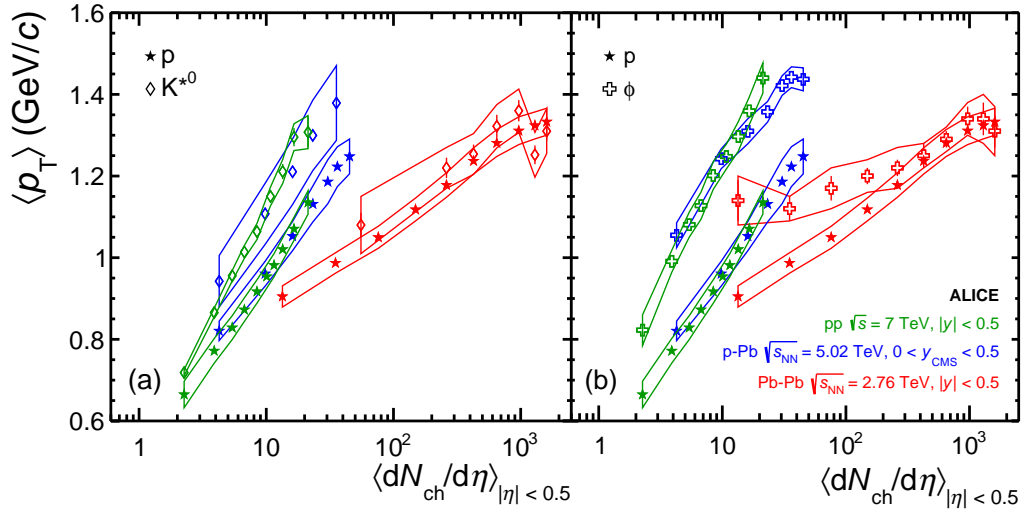 ⟨p_T⟩ (GeV/c)
1.6
1.4
1.2
1
0.8
0.6
p
K*⁰
(a)
1
10
10²
10³
⟨dN_ch/dη⟩_|η| < 0.5
p
ϕ
ALICE
pp √s = 7 TeV, |y| < 0.5
p-Pb √s_NN = 5.02 TeV, 0 < y_CMS < 0.5
Pb-Pb √s_NN = 2.76 TeV, |y| < 0.5
(b)
1
10
10²
10³
⟨dN_ch/dη⟩_|η| < 0.5